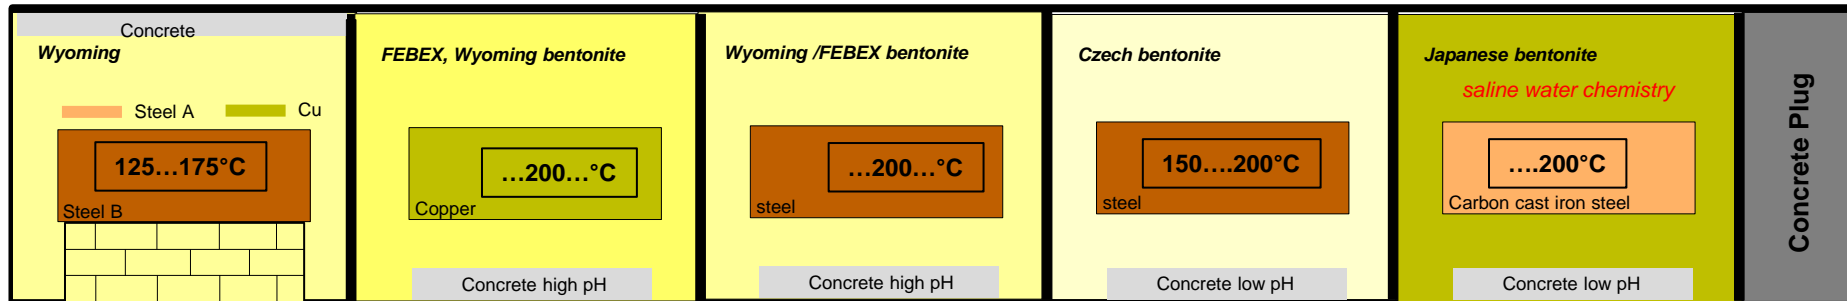 Concrete
Wyoming
Steel A
Cu
125…175°C
Steel B
FEBEX, Wyoming bentonite
…200…°C
Copper
Concrete high pH
Wyoming /FEBEX bentonite
…200…°C
steel
Concrete high pH
Czech bentonite
150….200°C
steel
Concrete low pH
Japanese bentonite
saline water chemistry
….200°C
Carbon cast iron steel
Concrete low pH
Concrete Plug